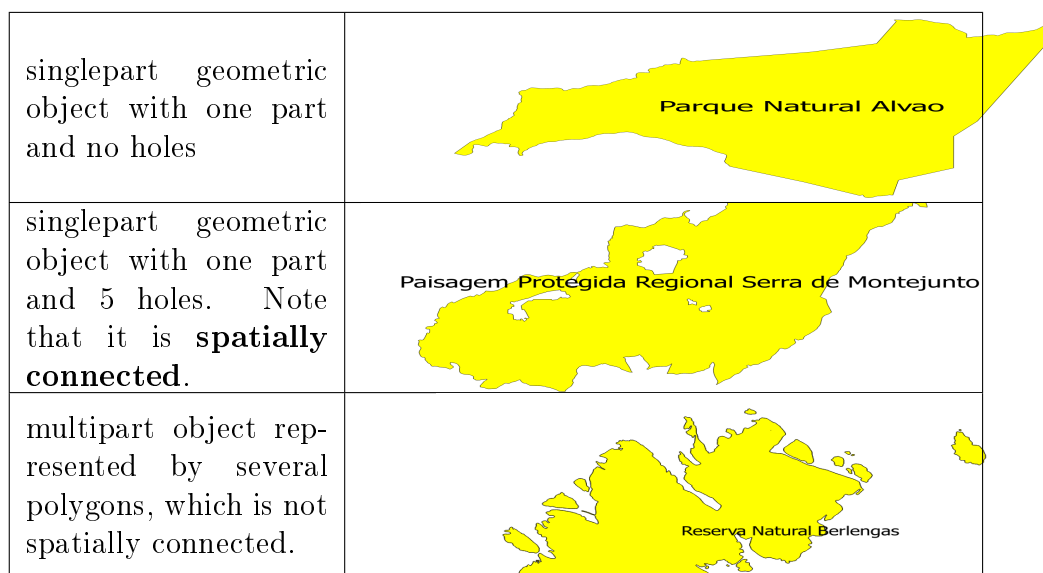 singlepart geometric
object with one part
and no holes
Parque Natural Alvao
singlepart geometric
object with one part
and 5 holes. Note
that it is spatially
connected.
Paisagem Protegida Regional Serra de Montejunto
multipart object rep-
resented by several
polygons, which is not
spatially connected.
Reserva Natural Berlengas